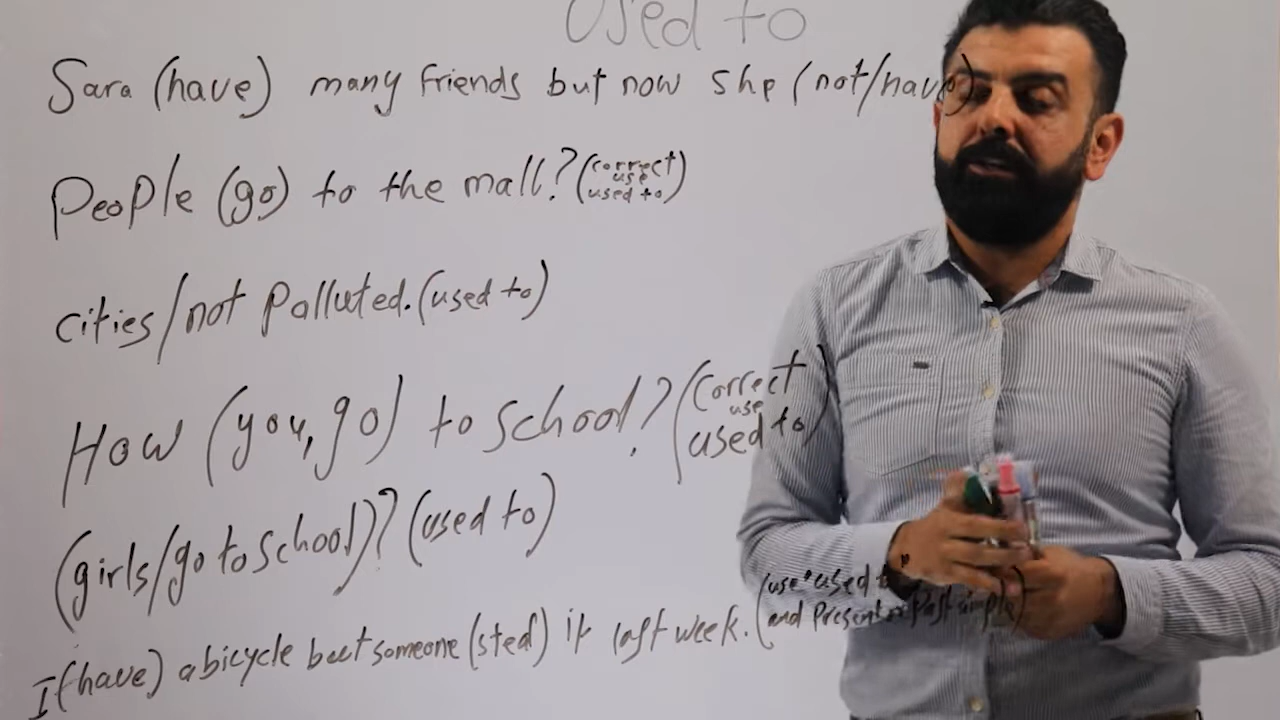 Used to
Sara (have) many friends but now she (not/have)
People (go) to the mall? (correct use used to)
cities/not Palluted. (used to)
How (you, go) to school? (correct use used to)
(girls/go to school)? (used to)
I (have) a bicycle but someone (steal) it last week. (use "used to" and Present or Past simple)